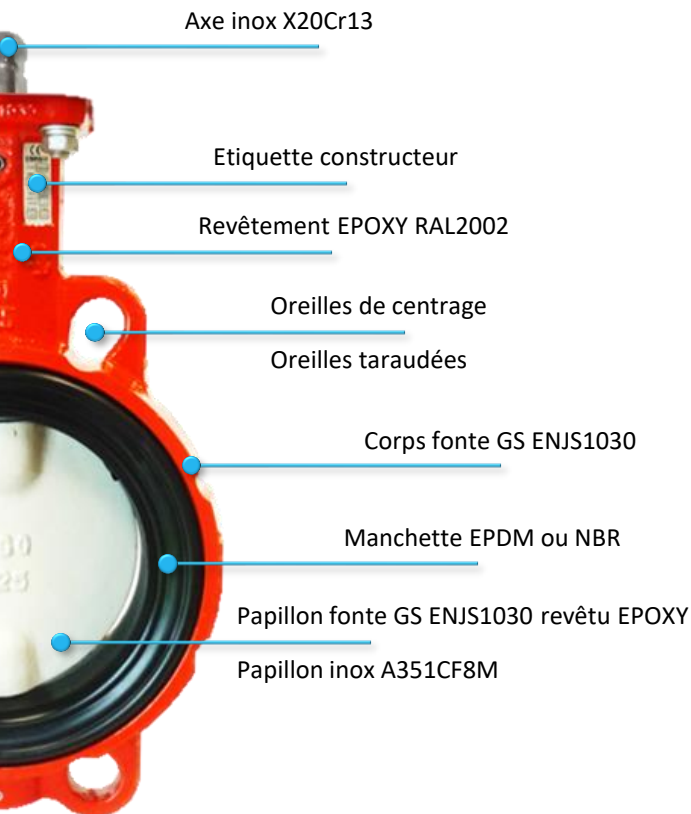 Axe inox X20Cr13
Etiquette constructeur
Revêtement EPOXY RAL2002
Oreilles de centrage
Oreilles taraudées
Corps fonte GS ENJS1030
Manchette EPDM ou NBR
Papillon fonte GS ENJS1030 revêtu EPOXY
Papillon inox A351CF8M